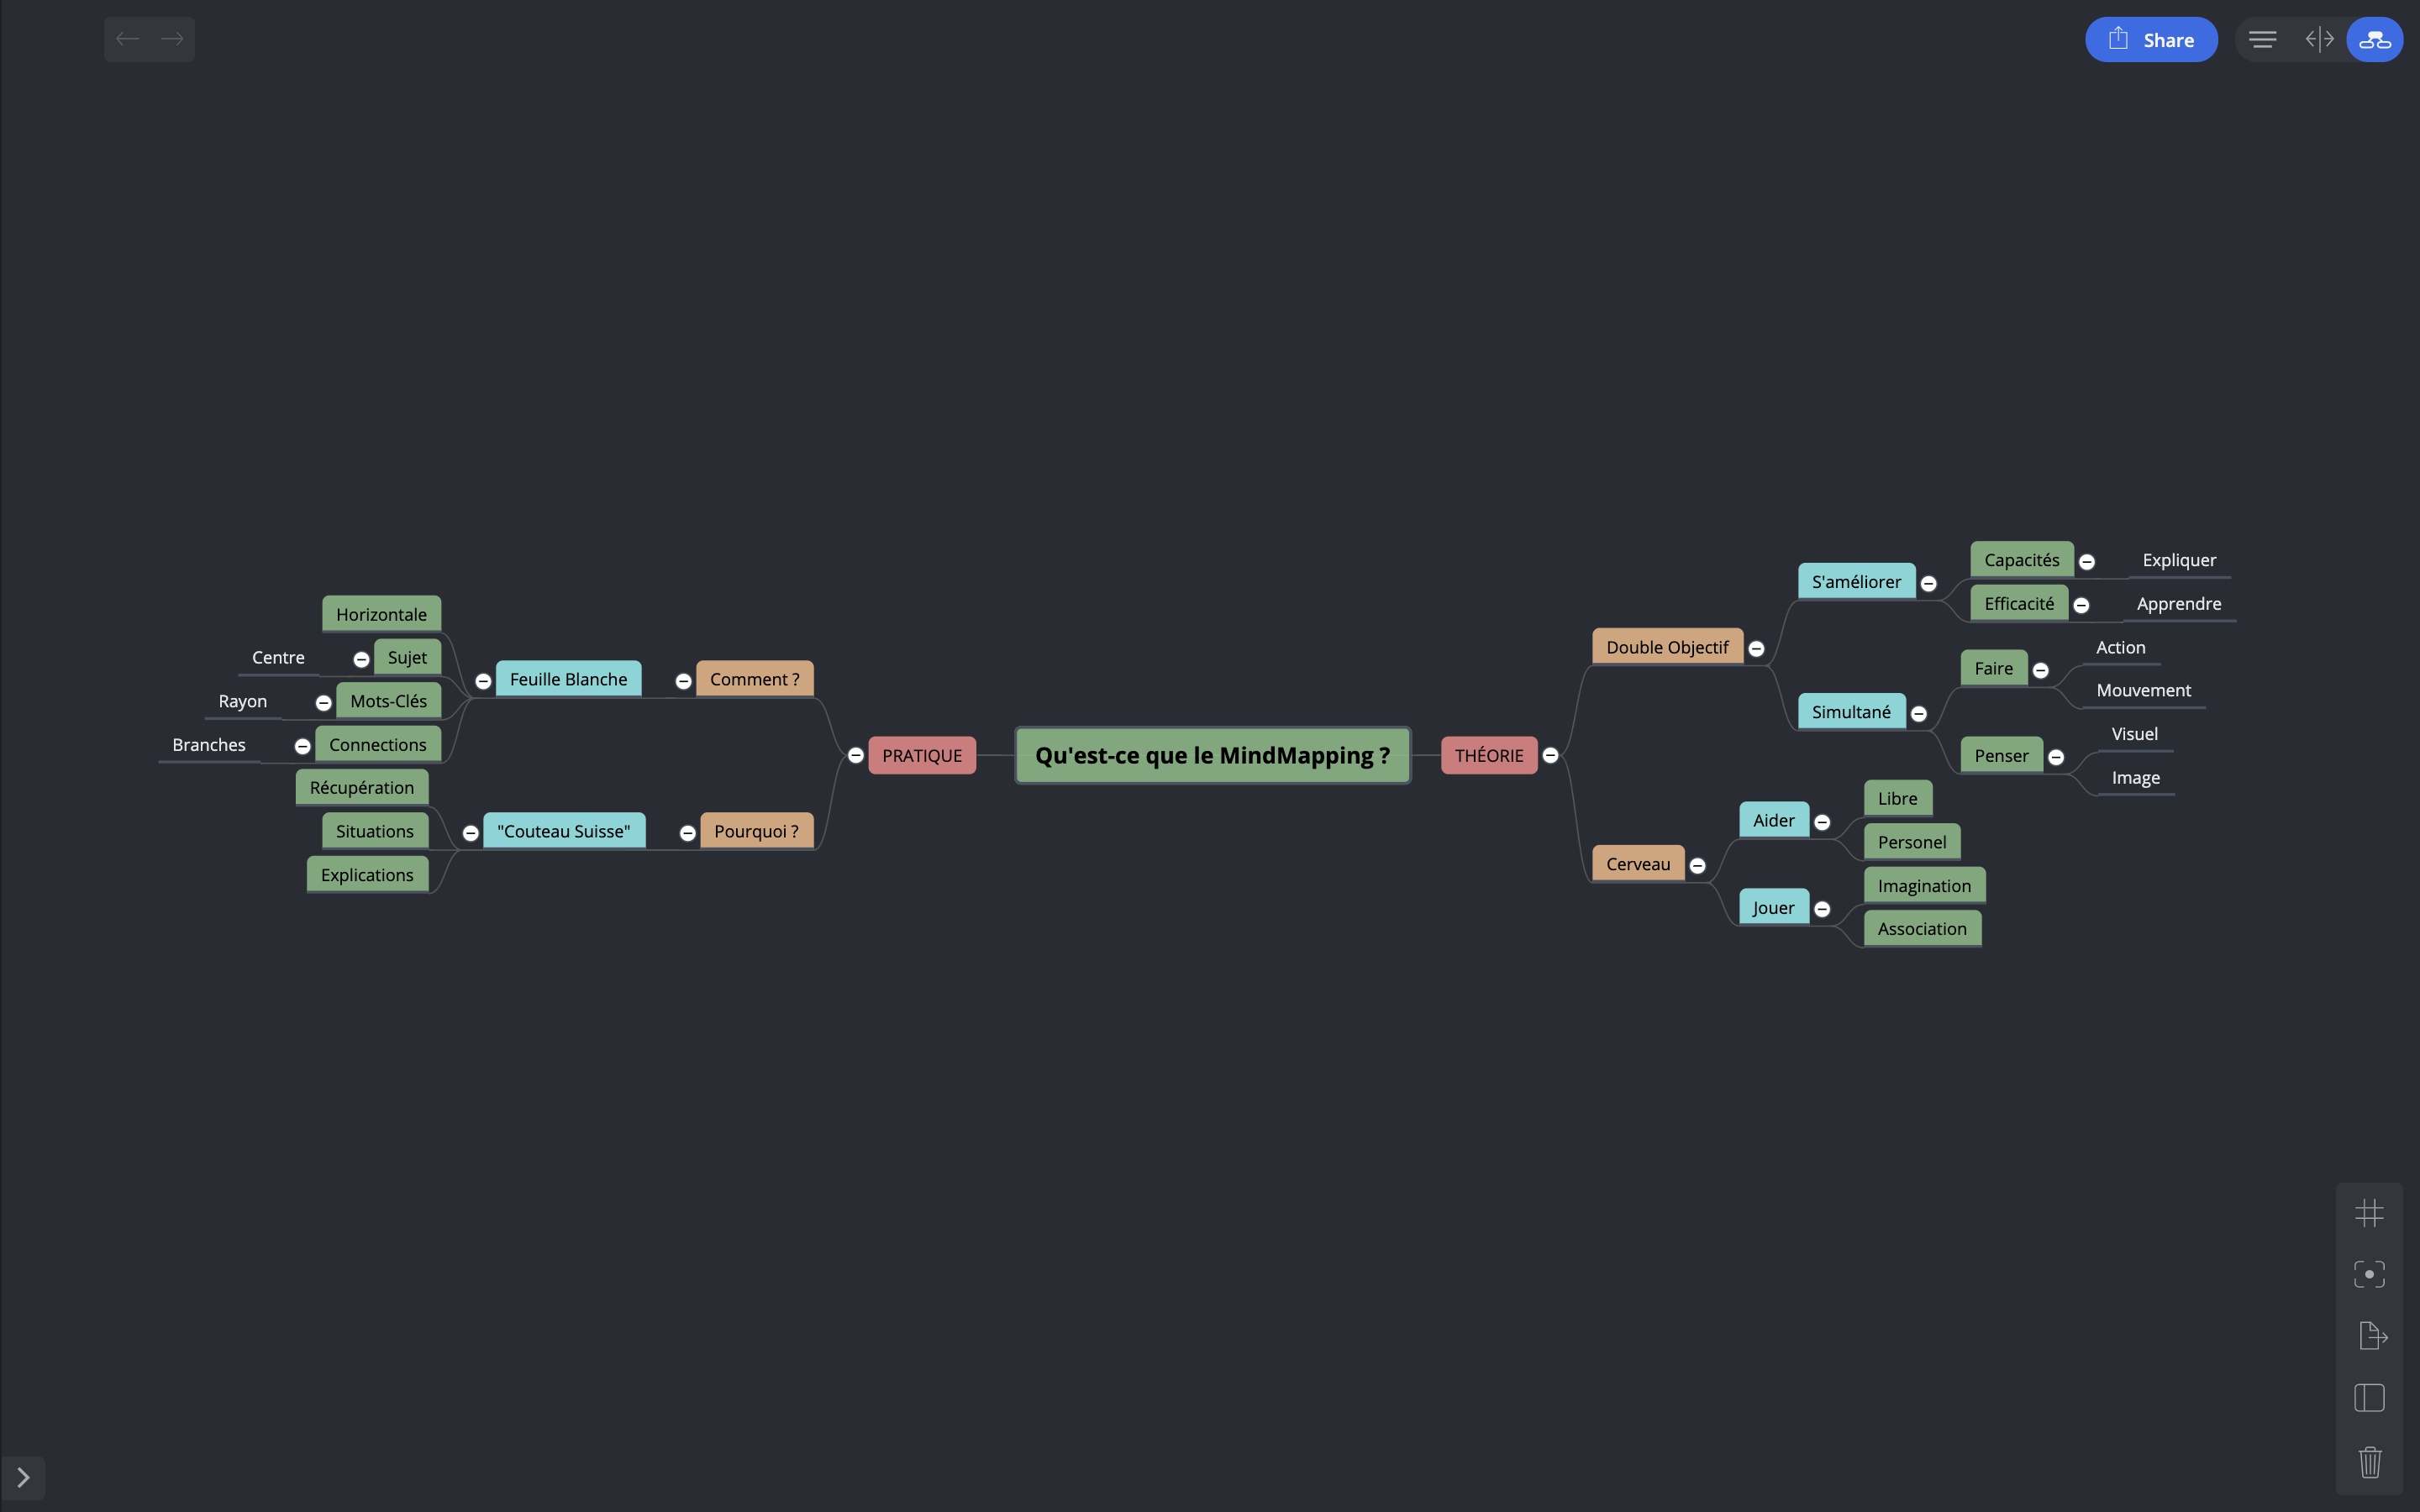 Share
Qu'est-ce que le MindMapping ?
PRATIQUE
Comment ?
Feuille Blanche
Horizontale
Sujet
Centre
Mots-Clés
Rayon
Connections
Branches
Pourquoi ?
"Couteau Suisse"
Récupération
Situations
Explications
THÉORIE
Double Objectif
S'améliorer
Capacités
Expliquer
Efficacité
Apprendre
Simultané
Faire
Action
Mouvement
Penser
Visuel
Image
Cerveau
Aider
Libre
Personel
Jouer
Imagination
Association